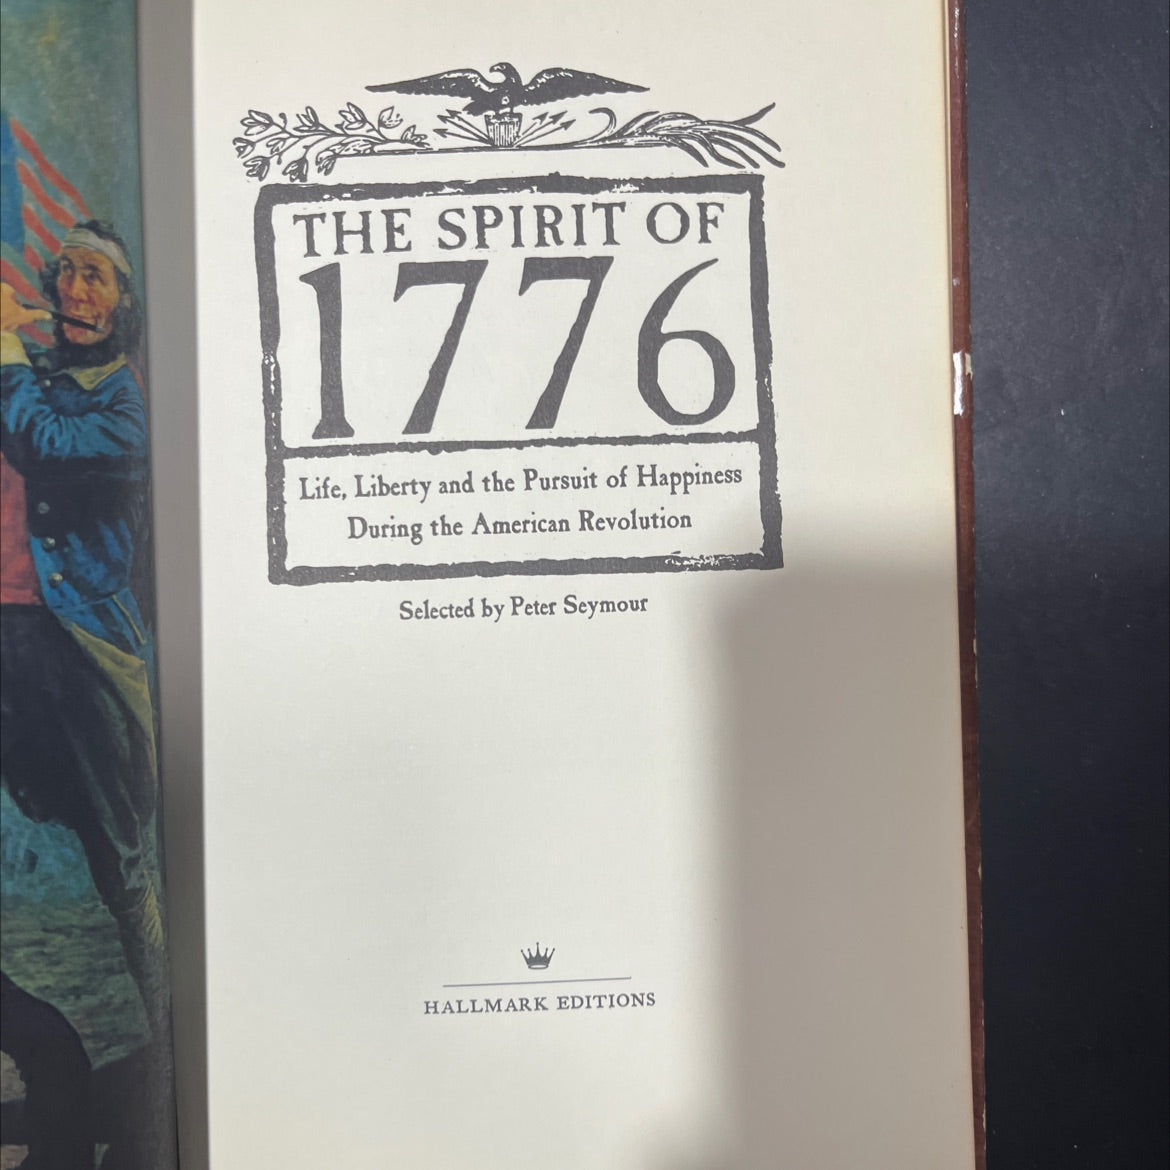 THE SPIRIT OF
1776
Life, Liberty and the Pursuit of Happiness
During the American Revolution
Selected by Peter Seymour
HALLMARK EDITIONS